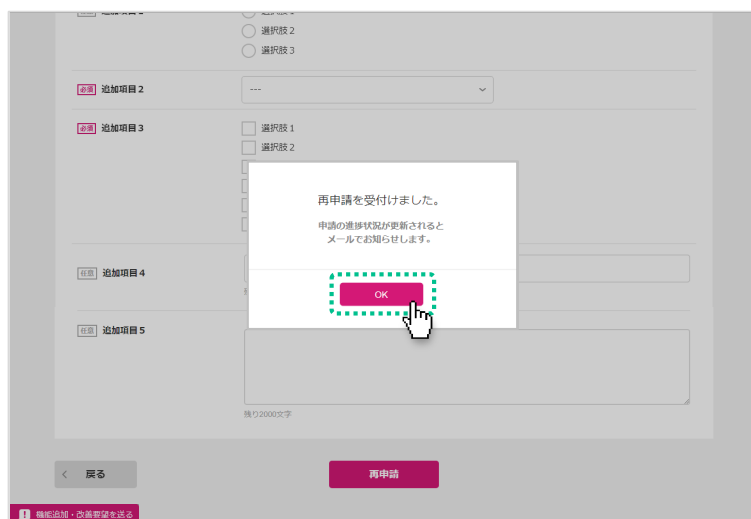 選択肢2
選択肢3
必須 追加項目2
---
必須 追加項目3
選択肢1
選択肢2
再申請を受付けました。
申請の進捗状況が更新されると
メールでお知らせします。
OK
任意 追加項目4
任意 追加項目5
残り2000文字
戻る
再申請
機能追加・改善要望を送る